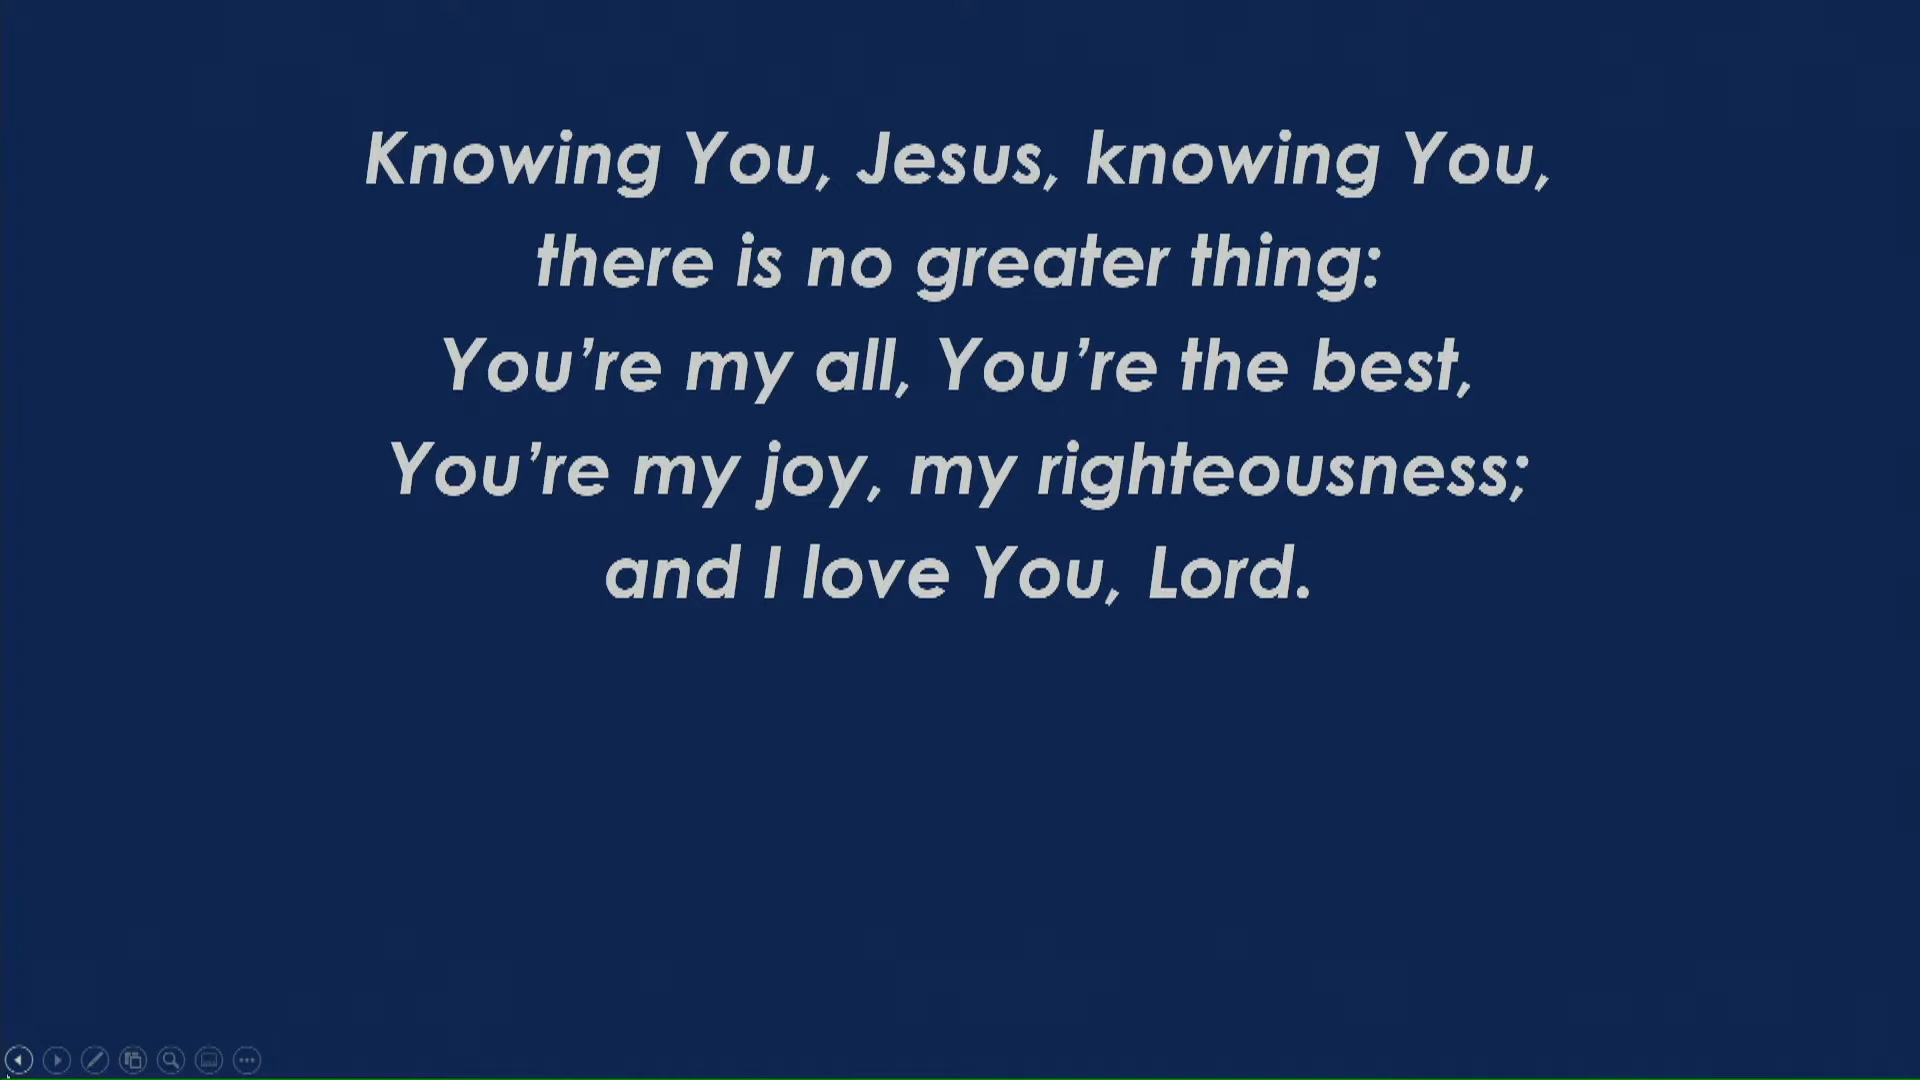 Knowing You, Jesus, knowing You,
there is no greater thing:
You’re my all, You’re the best,
You’re my joy, my righteousness;
and I love You, Lord.